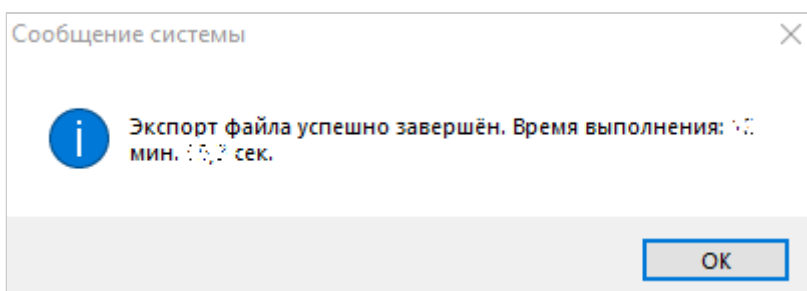 Сообщение системы
Экспорт файла успешно завершён. Время выполнения:
мин. сек.
OK